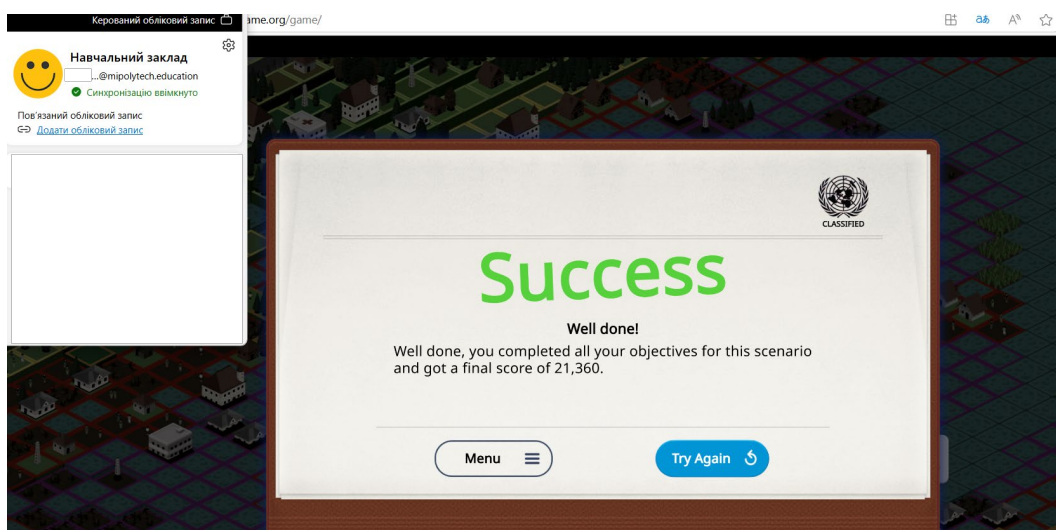 Керований обліковий запис
ame.org/game/
Навчальний заклад
...@mipolytech.education
Синхронізацію ввімкнуто
Пов'язаний обліковий запис
Додати обліковий запис
CLASSIFIED
Success
Well done!
Well done, you completed all your objectives for this scenario
and got a final score of 21,360.
Menu
Try Again